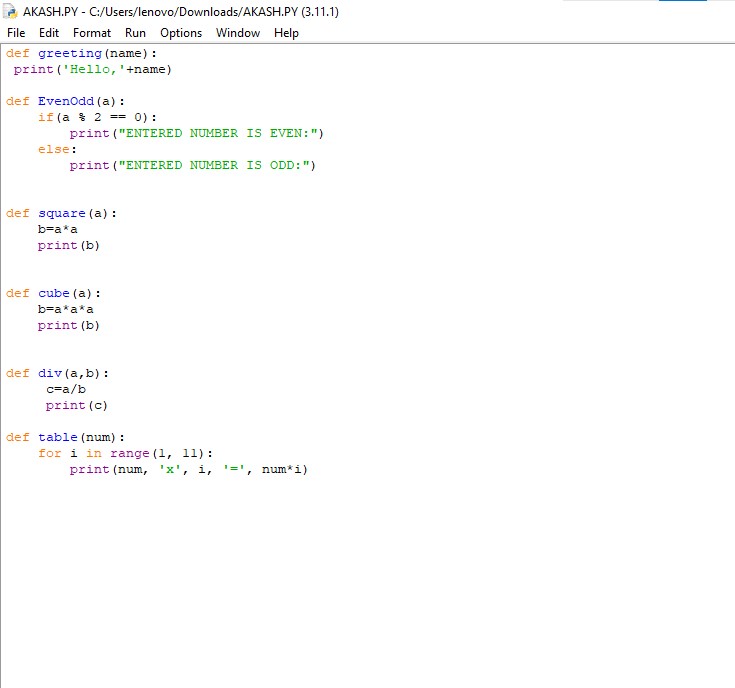 AKASH.PY - C:/Users/lenovo/Downloads/AKASH.PY (3.11.1)
File Edit Format Run Options Window Help
def greeting(name):
    print('Hello,'+name)
def EvenOdd(a):
    if(a % 2 == 0):
        print("ENTERED NUMBER IS EVEN:")
    else:
        print("ENTERED NUMBER IS ODD:")
def square(a):
    b=a*a
    print(b)
def cube(a):
    b=a*a*a
    print(b)
def div(a,b):
    c=a/b
    print(c)
def table(num):
    for i in range(1, 11):
        print(num, 'x', i, '=', num*i)